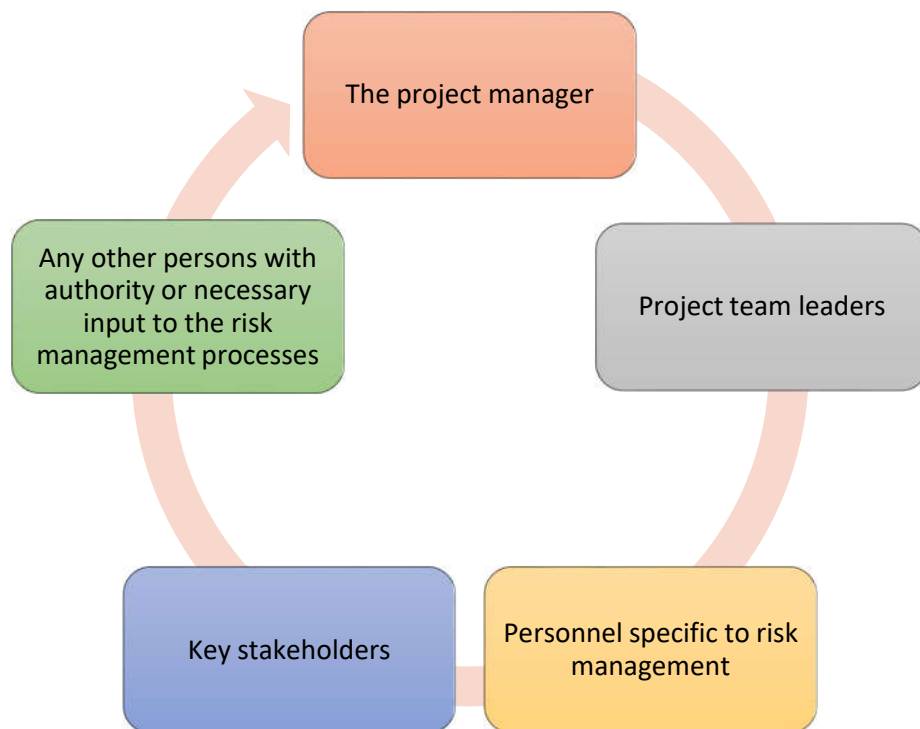 The project manager
Project team leaders
Personnel specific to risk
management
Key stakeholders
Any other persons with
authority or necessary
input to the risk
management processes